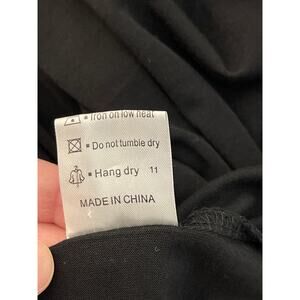 Iron on low heat
Do not tumble dry
Hang dry 11
MADE IN CHINA